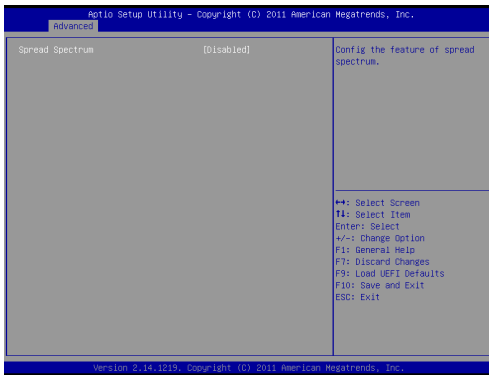 Aptio Setup Utility – Copyright (C) 2011 American Megatrends, Inc.
Advanced
Spread Spectrum [Disabled]
Config the feature of spread
spectrum.
↔: Select Screen
↑↓: Select Item
Enter: Select
+/-: Change Option
F1: General Help
F7: Discard Changes
F9: Load UEFI Defaults
F10: Save and Exit
ESC: Exit
Version 2.14.1219. Copyright (C) 2011 American Megatrends, Inc.